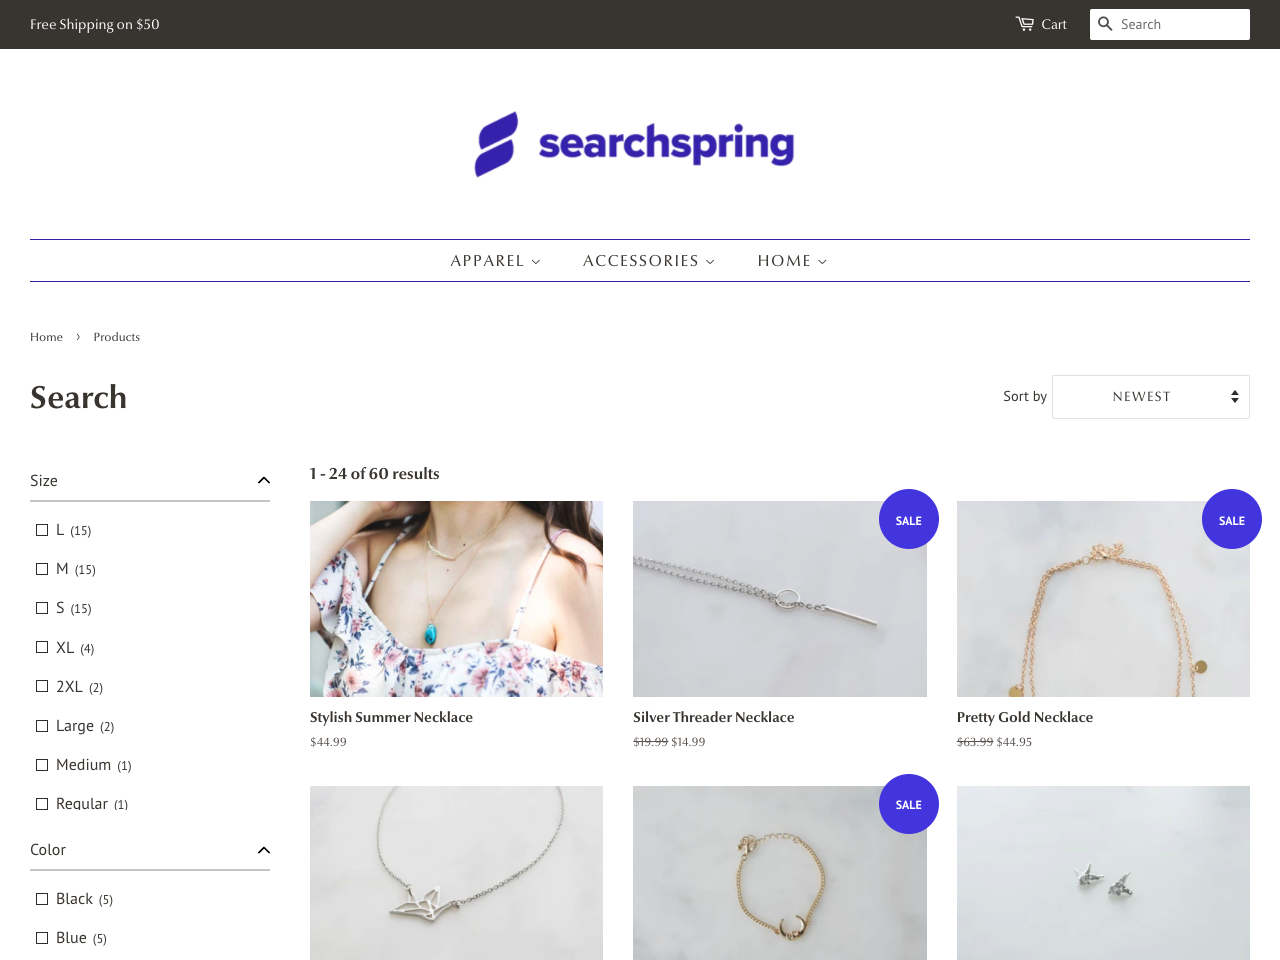 Free Shipping on $50
Cart
Search
searchspring
APPAREL
ACCESSORIES
HOME
Home › Products
Search
Sort by
NEWEST
Size
L (15)
M (15)
S (15)
XL (4)
2XL (2)
Large (2)
Medium (1)
Regular (1)
Color
Black (5)
Blue (5)
1 - 24 of 60 results
Stylish Summer Necklace
$44.99
SALE
Silver Threader Necklace
$19.99 $14.99
SALE
Pretty Gold Necklace
$63.99 $44.95
SALE